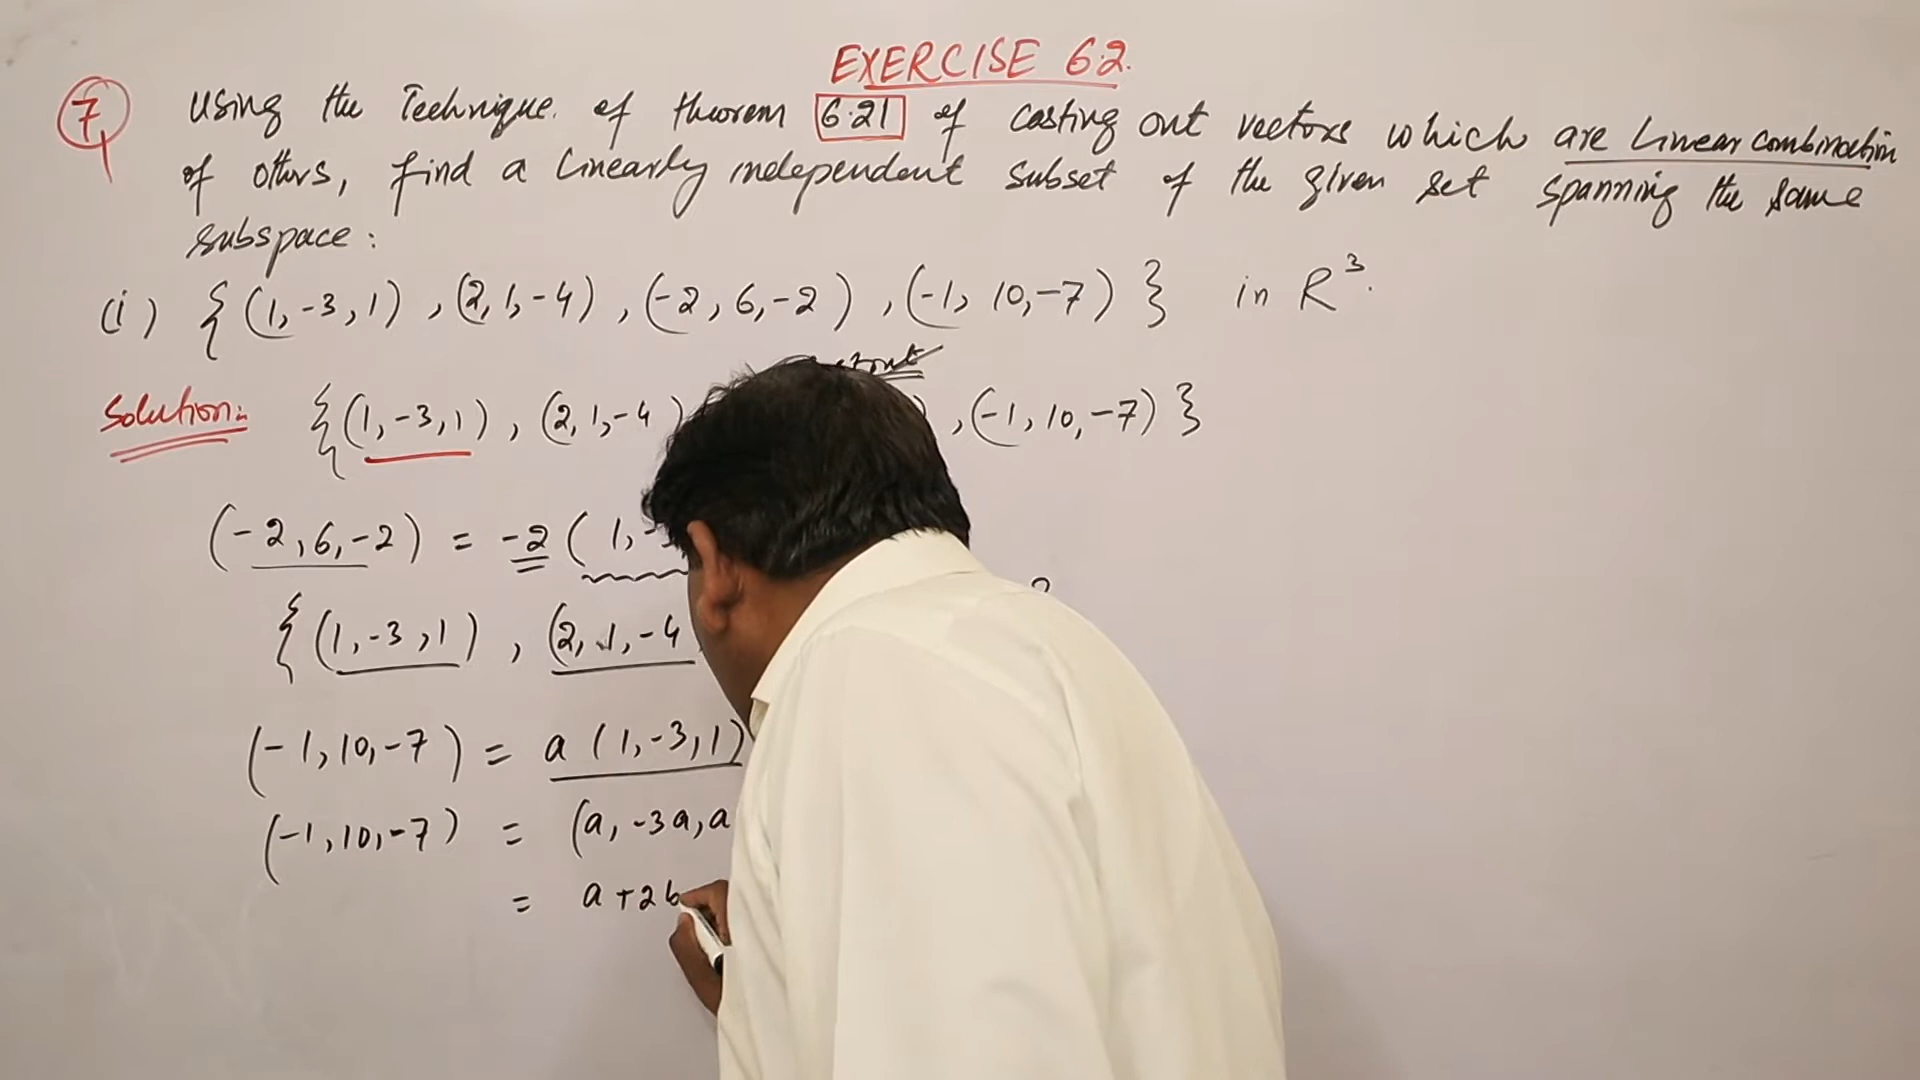 EXERCISE 6.2.
7 Using the Technique. of theorem 6.21 of casting out vectors which are Linear combination
of others, find a Linearly independent subset of the given set spanning the same
subspace:
(i) {(1,-3,1), (2,1,-4), (-2,6,-2), (-1,10,-7)} in R³.
Solution:- {(1,-3,1), (2,1,-4) , (-1,10,-7)}
(-2,6,-2) = -2 (1,-3
{(1,-3,1), (2,1,-4
(-1,10,-7) = a (1,-3,1)
(-1,10,-7) = (a,-3a,a
= a+2b